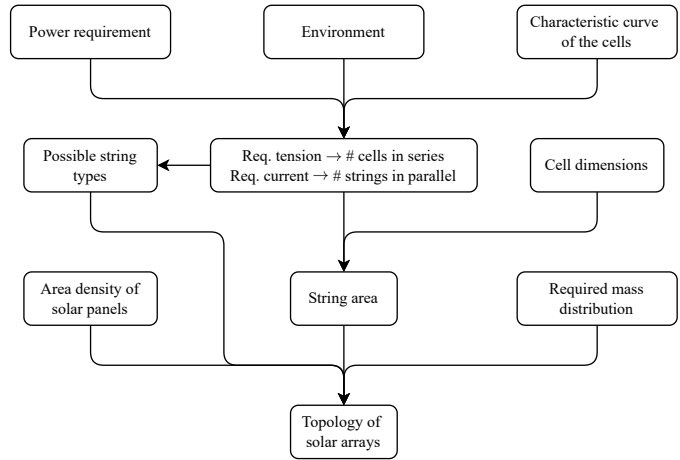 Power requirement
Environment
Characteristic curve
of the cells
Possible string
types
Req. tension → # cells in series
Req. current → # strings in parallel
Cell dimensions
Area density of
solar panels
String area
Required mass
distribution
Topology of
solar arrays